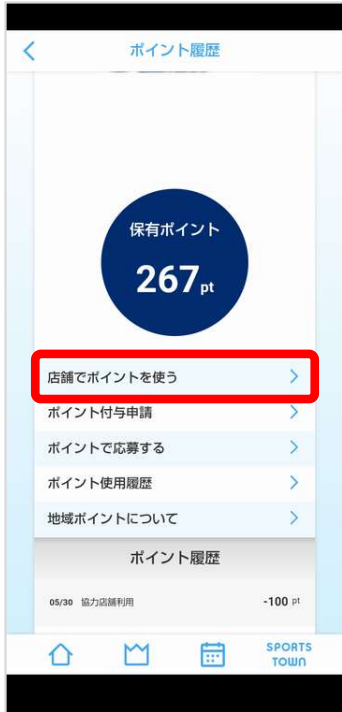 ポイント履歴
保有ポイント
267 pt
店舗でポイントを使う
ポイント付与申請
ポイントで応募する
ポイント使用履歴
地域ポイントについて
ポイント履歴
05/30 協力店舗利用 -100 pt
SPORTS
TOWN